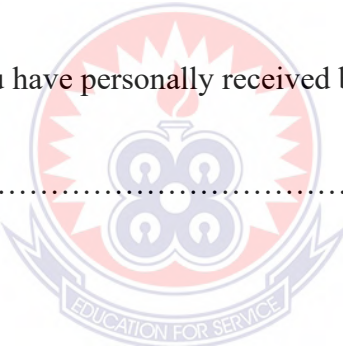 u have personally received b
………………………………
EDUCATION FOR SERVICE